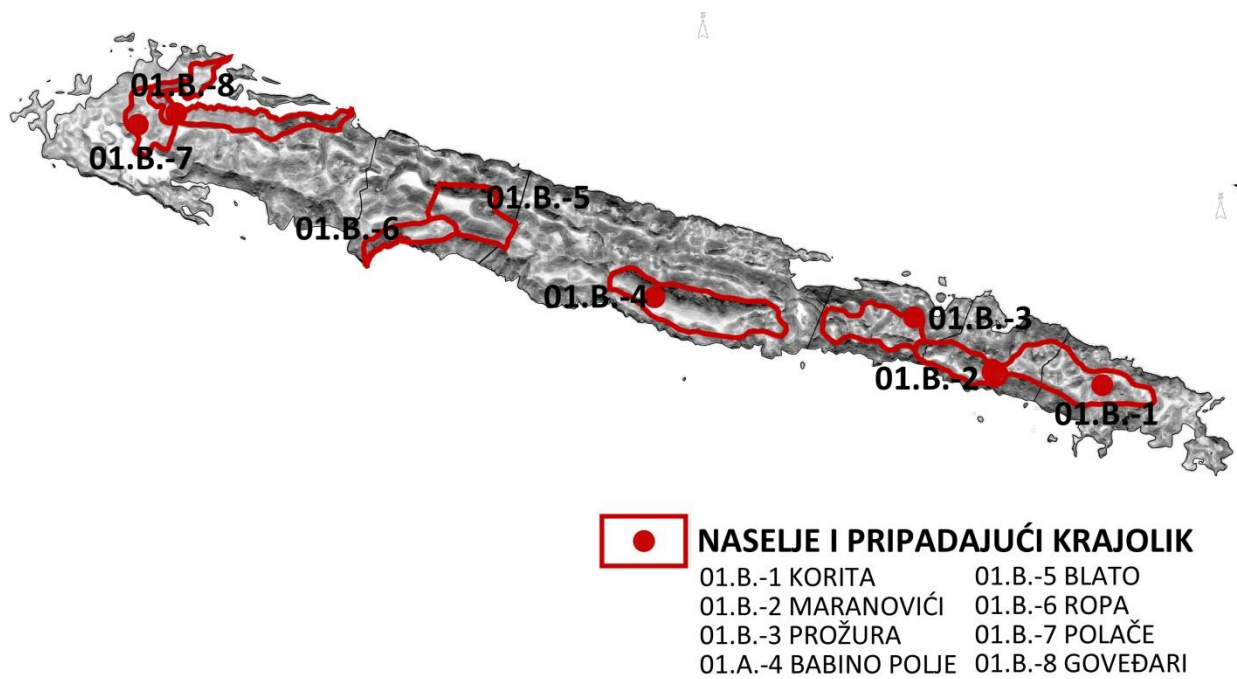 01.B.-8
01.B.-7
01.B.-5
01.B.-6
01.B.-4
01.B.-3
01.B.-2
01.B.-1
NASELJE I PRIPADAJUĆI KRAJOLIK
01.B.-1 KORITA
01.B.-2 MARANOVIĆI
01.B.-3 PROŽURA
01.A.-4 BABINO POLJE
01.B.-5 BLATO
01.B.-6 ROPA
01.B.-7 POLAČE
01.B.-8 GOVEĐARI